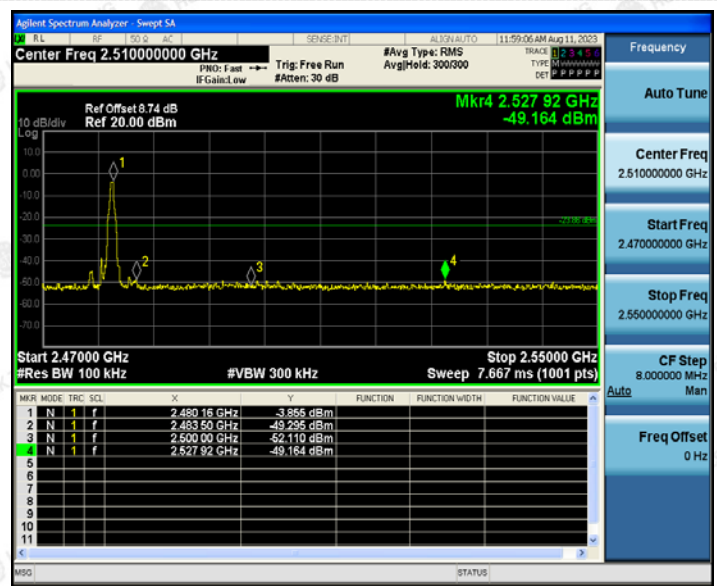 Agilent Spectrum Analyzer - Swept SA
RL RF 50 Ω AC SENSE:INT ALIGN AUTO 11:59:06 AM Aug 11, 2023
Center Freq 2.510000000 GHz
PNO: Fast Trig: Free Run
IFGain:Low #Atten: 30 dB
#Avg Type: RMS
Avg|Hold: 300/300
TRACE 1 2 3 4 5 6
TYPE M W W W W W
DET P P P P P P
Mkr4 2.527 92 GHz
-49.164 dBm
Ref Offset 8.74 dB
10 dB/div Ref 20.00 dBm
Log
10.0
0.00
-10.0
-20.0
-30.0
-40.0
-50.0
-60.0
-70.0
1
2
3
4
Start 2.47000 GHz Stop 2.55000 GHz
#Res BW 100 kHz #VBW 300 kHz Sweep 7.667 ms (1001 pts)
MKR MODE TRC SCL X Y FUNCTION FUNCTION WIDTH FUNCTION VALUE
1 N 1 f 2.480 16 GHz -3.855 dBm
2 N 1 f 2.483 50 GHz -49.295 dBm
3 N 1 f 2.500 00 GHz -52.110 dBm
4 N 1 f 2.527 92 GHz -49.164 dBm
5
6
7
8
9
10
11
MSG STATUS
Frequency
Auto Tune
Center Freq
2.510000000 GHz
Start Freq
2.470000000 GHz
Stop Freq
2.550000000 GHz
CF Step
8.000000 MHz
Auto Man
Freq Offset
0 Hz